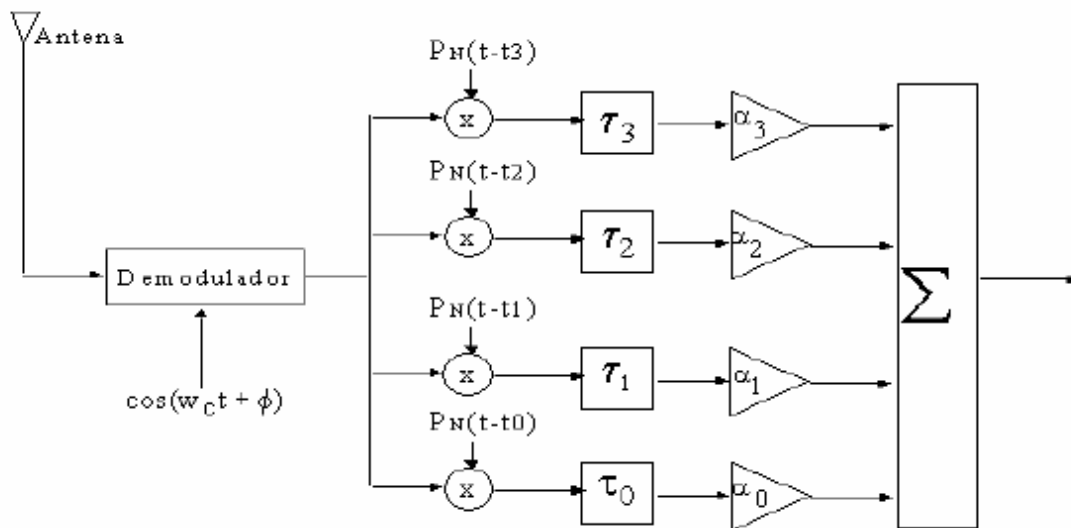 Antena
PN(t-t3)
x
τ3
α3
PN(t-t2)
x
τ2
α2
Demodulador
Σ
PN(t-t1)
x
τ1
α1
cos(wCt + ϕ)
PN(t-t0)
x
τ0
α0